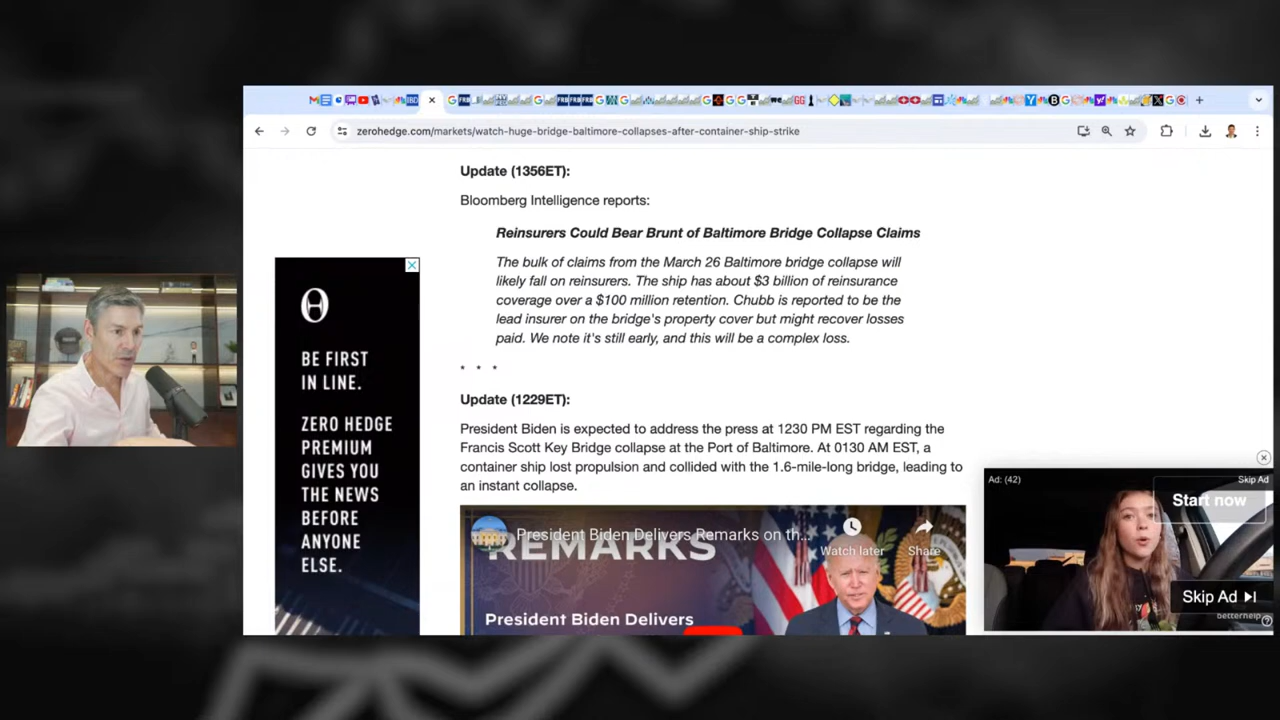 zerohedge.com/markets/watch-huge-bridge-baltimore-collapses-after-container-ship-strike
Update (1356ET):
Bloomberg Intelligence reports:
Reinsurers Could Bear Brunt of Baltimore Bridge Collapse Claims
The bulk of claims from the March 26 Baltimore bridge collapse will
likely fall on reinsurers. The ship has about $3 billion of reinsurance
coverage over a $100 million retention. Chubb is reported to be the
lead insurer on the bridge's property cover but might recover losses
paid. We note it's still early, and this will be a complex loss.
* * *
Update (1229ET):
President Biden is expected to address the press at 1230 PM EST regarding the
Francis Scott Key Bridge collapse at the Port of Baltimore. At 0130 AM EST, a
container ship lost propulsion and collided with the 1.6-mile-long bridge, leading to
an instant collapse.
President Biden Delivers Remarks on th...
REMARKS
Watch later
Share
President Biden Delivers
BE FIRST
IN LINE.
ZERO HEDGE
PREMIUM
GIVES YOU
THE NEWS
BEFORE
ANYONE
ELSE.
Ad: (42)
Skip Ad
Start now
Skip Ad
betterhelp